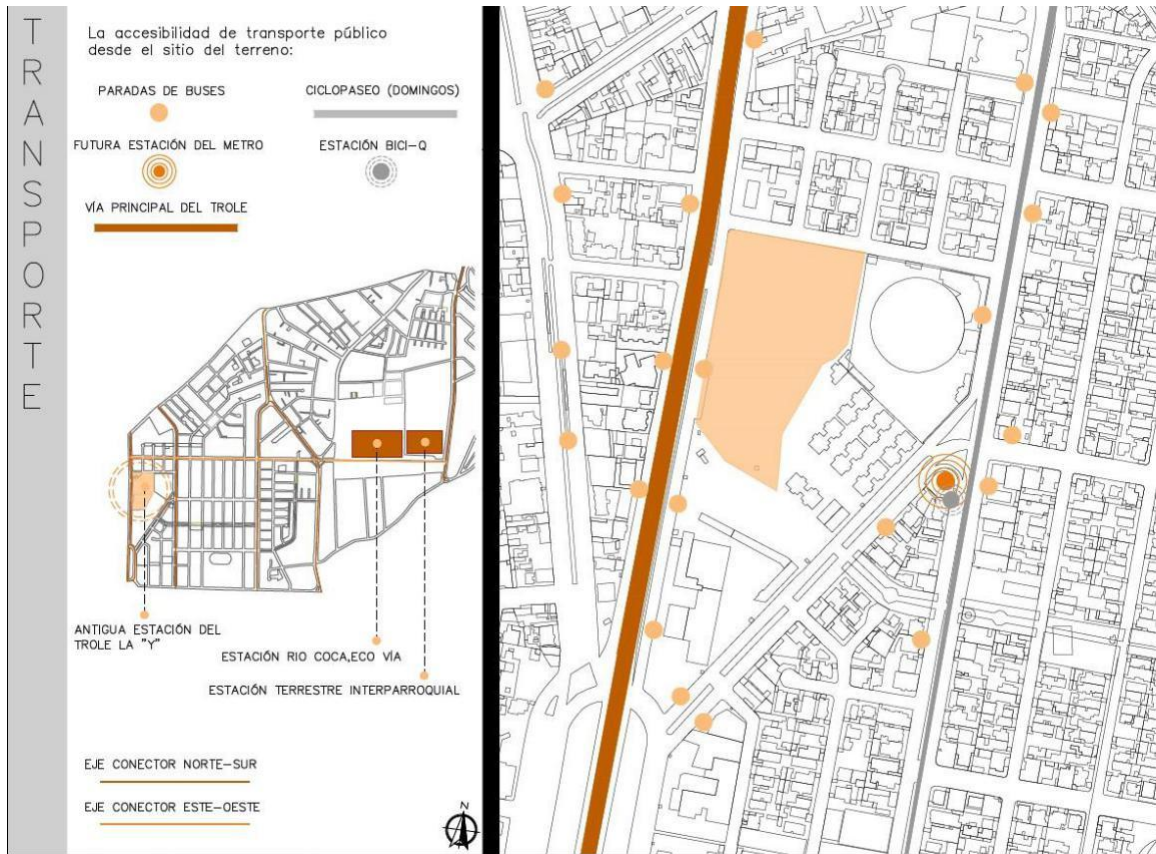 TRANSPORTE
La accesibilidad de transporte público
desde el sitio del terreno:
PARADAS DE BUSES
CICLOPASEO (DOMINGOS)
FUTURA ESTACIÓN DEL METRO
ESTACIÓN BICI-Q
VÍA PRINCIPAL DEL TROLE
ANTIGUA ESTACIÓN DEL
TROLE LA "Y"
ESTACIÓN RIO COCA,ECO VÍA
ESTACIÓN TERRESTRE INTERPARROQUIAL
EJE CONECTOR NORTE-SUR
EJE CONECTOR ESTE-OESTE
N